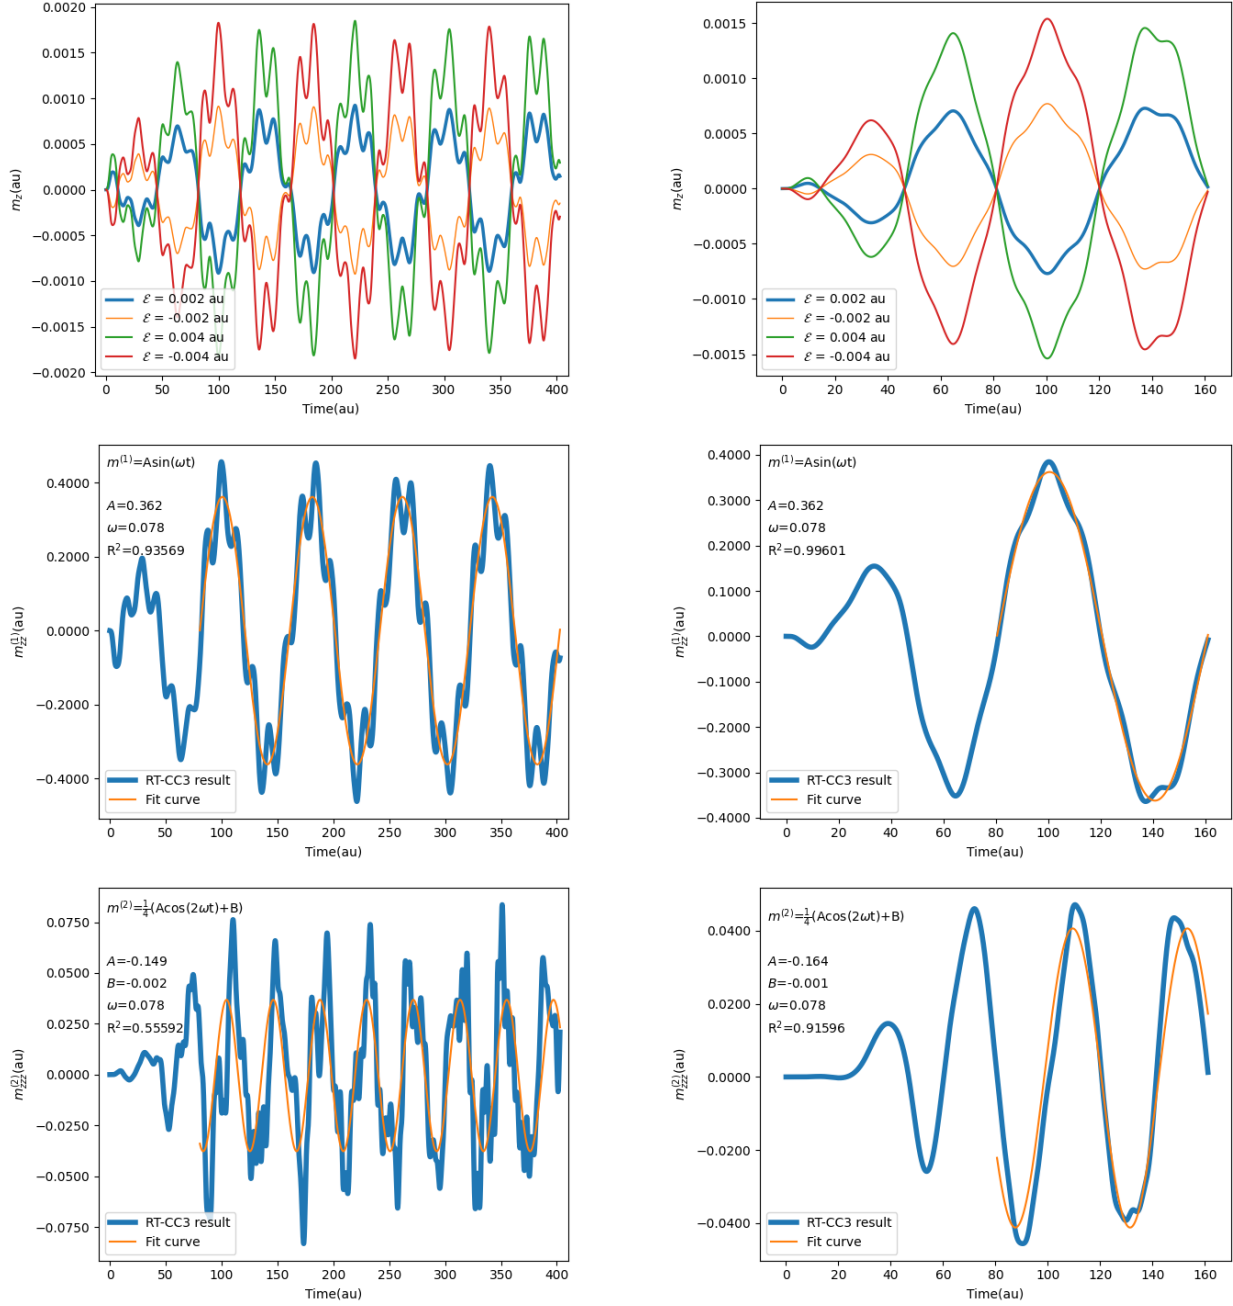 0.0020
0.0015
0.0010
0.0005
0.0000
−0.0005
−0.0010
−0.0015
−0.0020
m_z(au)
ℰ = 0.002 au
ℰ = -0.002 au
ℰ = 0.004 au
ℰ = -0.004 au
0 50 100 150 200 250 300 350 400
Time(au)
0.0015
0.0010
0.0005
0.0000
−0.0005
−0.0010
−0.0015
m_z(au)
ℰ = 0.002 au
ℰ = -0.002 au
ℰ = 0.004 au
ℰ = -0.004 au
0 20 40 60 80 100 120 140 160
Time(au)
m⁽¹⁾=Asin(ωt)
A=0.362
ω=0.078
R²=0.93569
0.4000
0.2000
0.0000
−0.2000
−0.4000
m_zz^(1)(au)
RT-CC3 result
Fit curve
0 50 100 150 200 250 300 350 400
Time(au)
m⁽¹⁾=Asin(ωt)
A=0.362
ω=0.078
R²=0.99601
0.4000
0.3000
0.2000
0.1000
0.0000
−0.1000
−0.2000
−0.3000
−0.4000
m_zz^(1)(au)
RT-CC3 result
Fit curve
0 20 40 60 80 100 120 140 160
Time(au)
m⁽²⁾=¼(Acos(2ωt)+B)
A=-0.149
B=-0.002
ω=0.078
R²=0.55592
0.0750
0.0500
0.0250
0.0000
−0.0250
−0.0500
−0.0750
m_zzz^(2)(au)
RT-CC3 result
Fit curve
0 50 100 150 200 250 300 350 400
Time(au)
m⁽²⁾=¼(Acos(2ωt)+B)
A=-0.164
B=-0.001
ω=0.078
R²=0.91596
0.0400
0.0200
0.0000
−0.0200
−0.0400
m_zzz^(2)(au)
RT-CC3 result
Fit curve
0 20 40 60 80 100 120 140 160
Time(au)